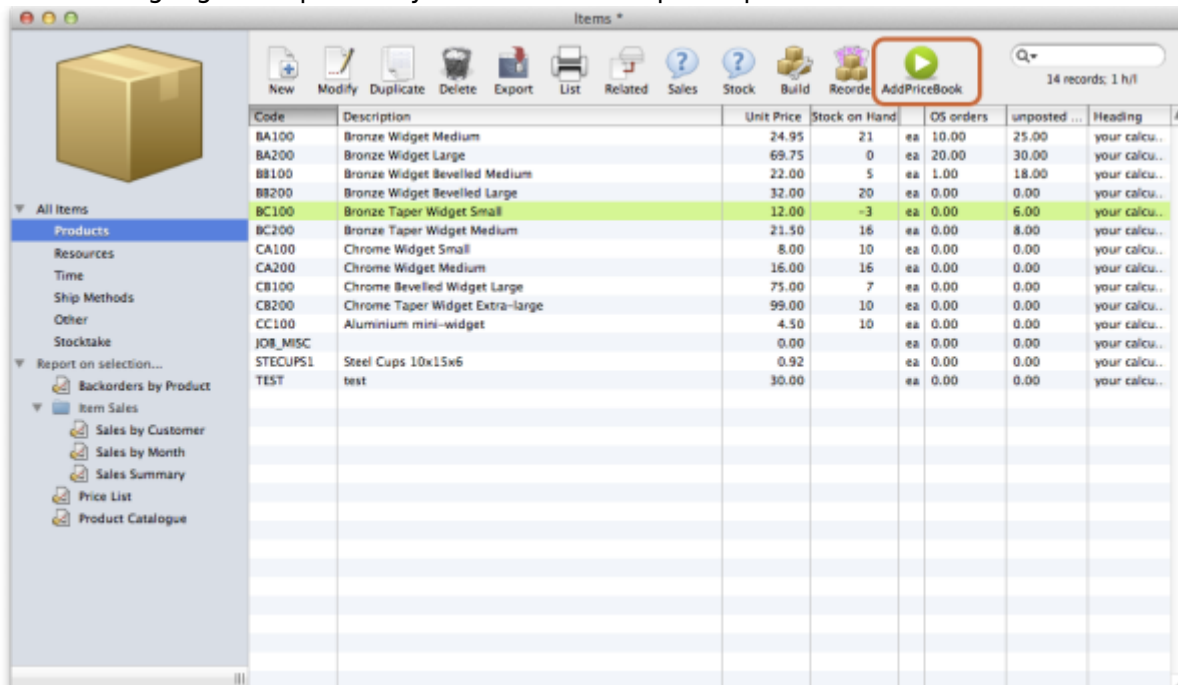 Items *
New Modify Duplicate Delete Export List Related Sales Stock Build Reorde AddPriceBook
14 records; 1 h/l
Code Description Unit Price Stock on Hand OS orders unposted ... Heading
BA100 Bronze Widget Medium 24.95 21 ea 10.00 25.00 your calcu...
BA200 Bronze Widget Large 69.75 0 ea 20.00 30.00 your calcu...
BB100 Bronze Widget Bevelled Medium 22.00 5 ea 1.00 18.00 your calcu...
BB200 Bronze Widget Bevelled Large 32.00 20 ea 0.00 0.00 your calcu...
BC100 Bronze Taper Widget Small 12.00 -3 ea 0.00 6.00 your calcu...
BC200 Bronze Taper Widget Medium 21.50 16 ea 0.00 8.00 your calcu...
CA100 Chrome Widget Small 8.00 10 ea 0.00 0.00 your calcu...
CA200 Chrome Widget Medium 16.00 16 ea 0.00 0.00 your calcu...
CB100 Chrome Bevelled Widget Large 75.00 7 ea 0.00 0.00 your calcu...
CB200 Chrome Taper Widget Extra-large 99.00 10 ea 0.00 0.00 your calcu...
CC100 Aluminium mini-widget 4.50 10 ea 0.00 0.00 your calcu...
JOB_MISC 0.00 ea 0.00 0.00 your calcu...
STECUPS1 Steel Cups 10x15x6 0.92 ea 0.00 0.00 your calcu...
TEST test 30.00 ea 0.00 0.00 your calcu...
All Items
Products
Resources
Time
Ship Methods
Other
Stocktake
Report on selection...
Backorders by Product
Item Sales
Sales by Customer
Sales by Month
Sales Summary
Price List
Product Catalogue